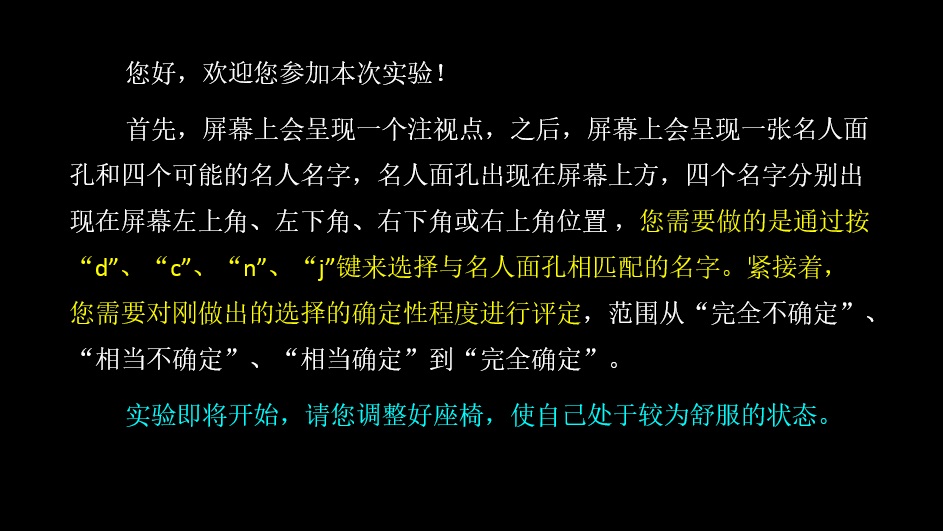 您好，欢迎您参加本次实验！
首先，屏幕上会呈现一个注视点，之后，屏幕上会呈现一张名人面
孔和四个可能的名人名字，名人面孔出现在屏幕上方，四个名字分别出
现在屏幕左上角、左下角、右下角或右上角位置 ，您需要做的是通过按
“d”、“c”、“n”、“j”键来选择与名人面孔相匹配的名字。紧接着，
您需要对刚做出的选择的确定性程度进行评定，范围从“完全不确定”、
“相当不确定”、“相当确定”到“完全确定”。
实验即将开始，请您调整好座椅，使自己处于较为舒服的状态。